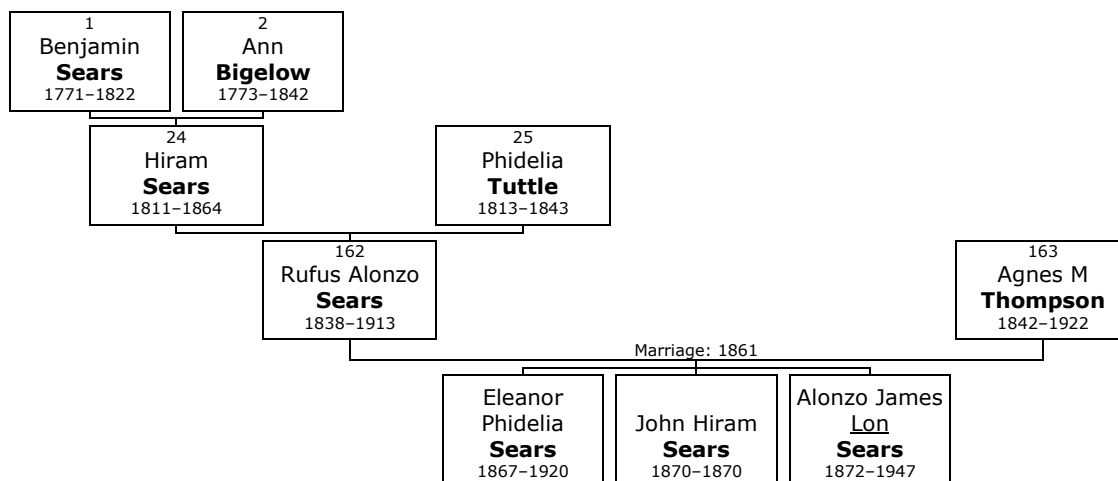 1
Benjamin
Sears
1771–1822
2
Ann
Bigelow
1773–1842
24
Hiram
Sears
1811–1864
25
Phidelia
Tuttle
1813–1843
162
Rufus Alonzo
Sears
1838–1913
163
Agnes M
Thompson
1842–1922
Marriage: 1861
Eleanor
Phidelia
Sears
1867–1920
John Hiram
Sears
1870–1870
Alonzo James
Lon
Sears
1872–1947